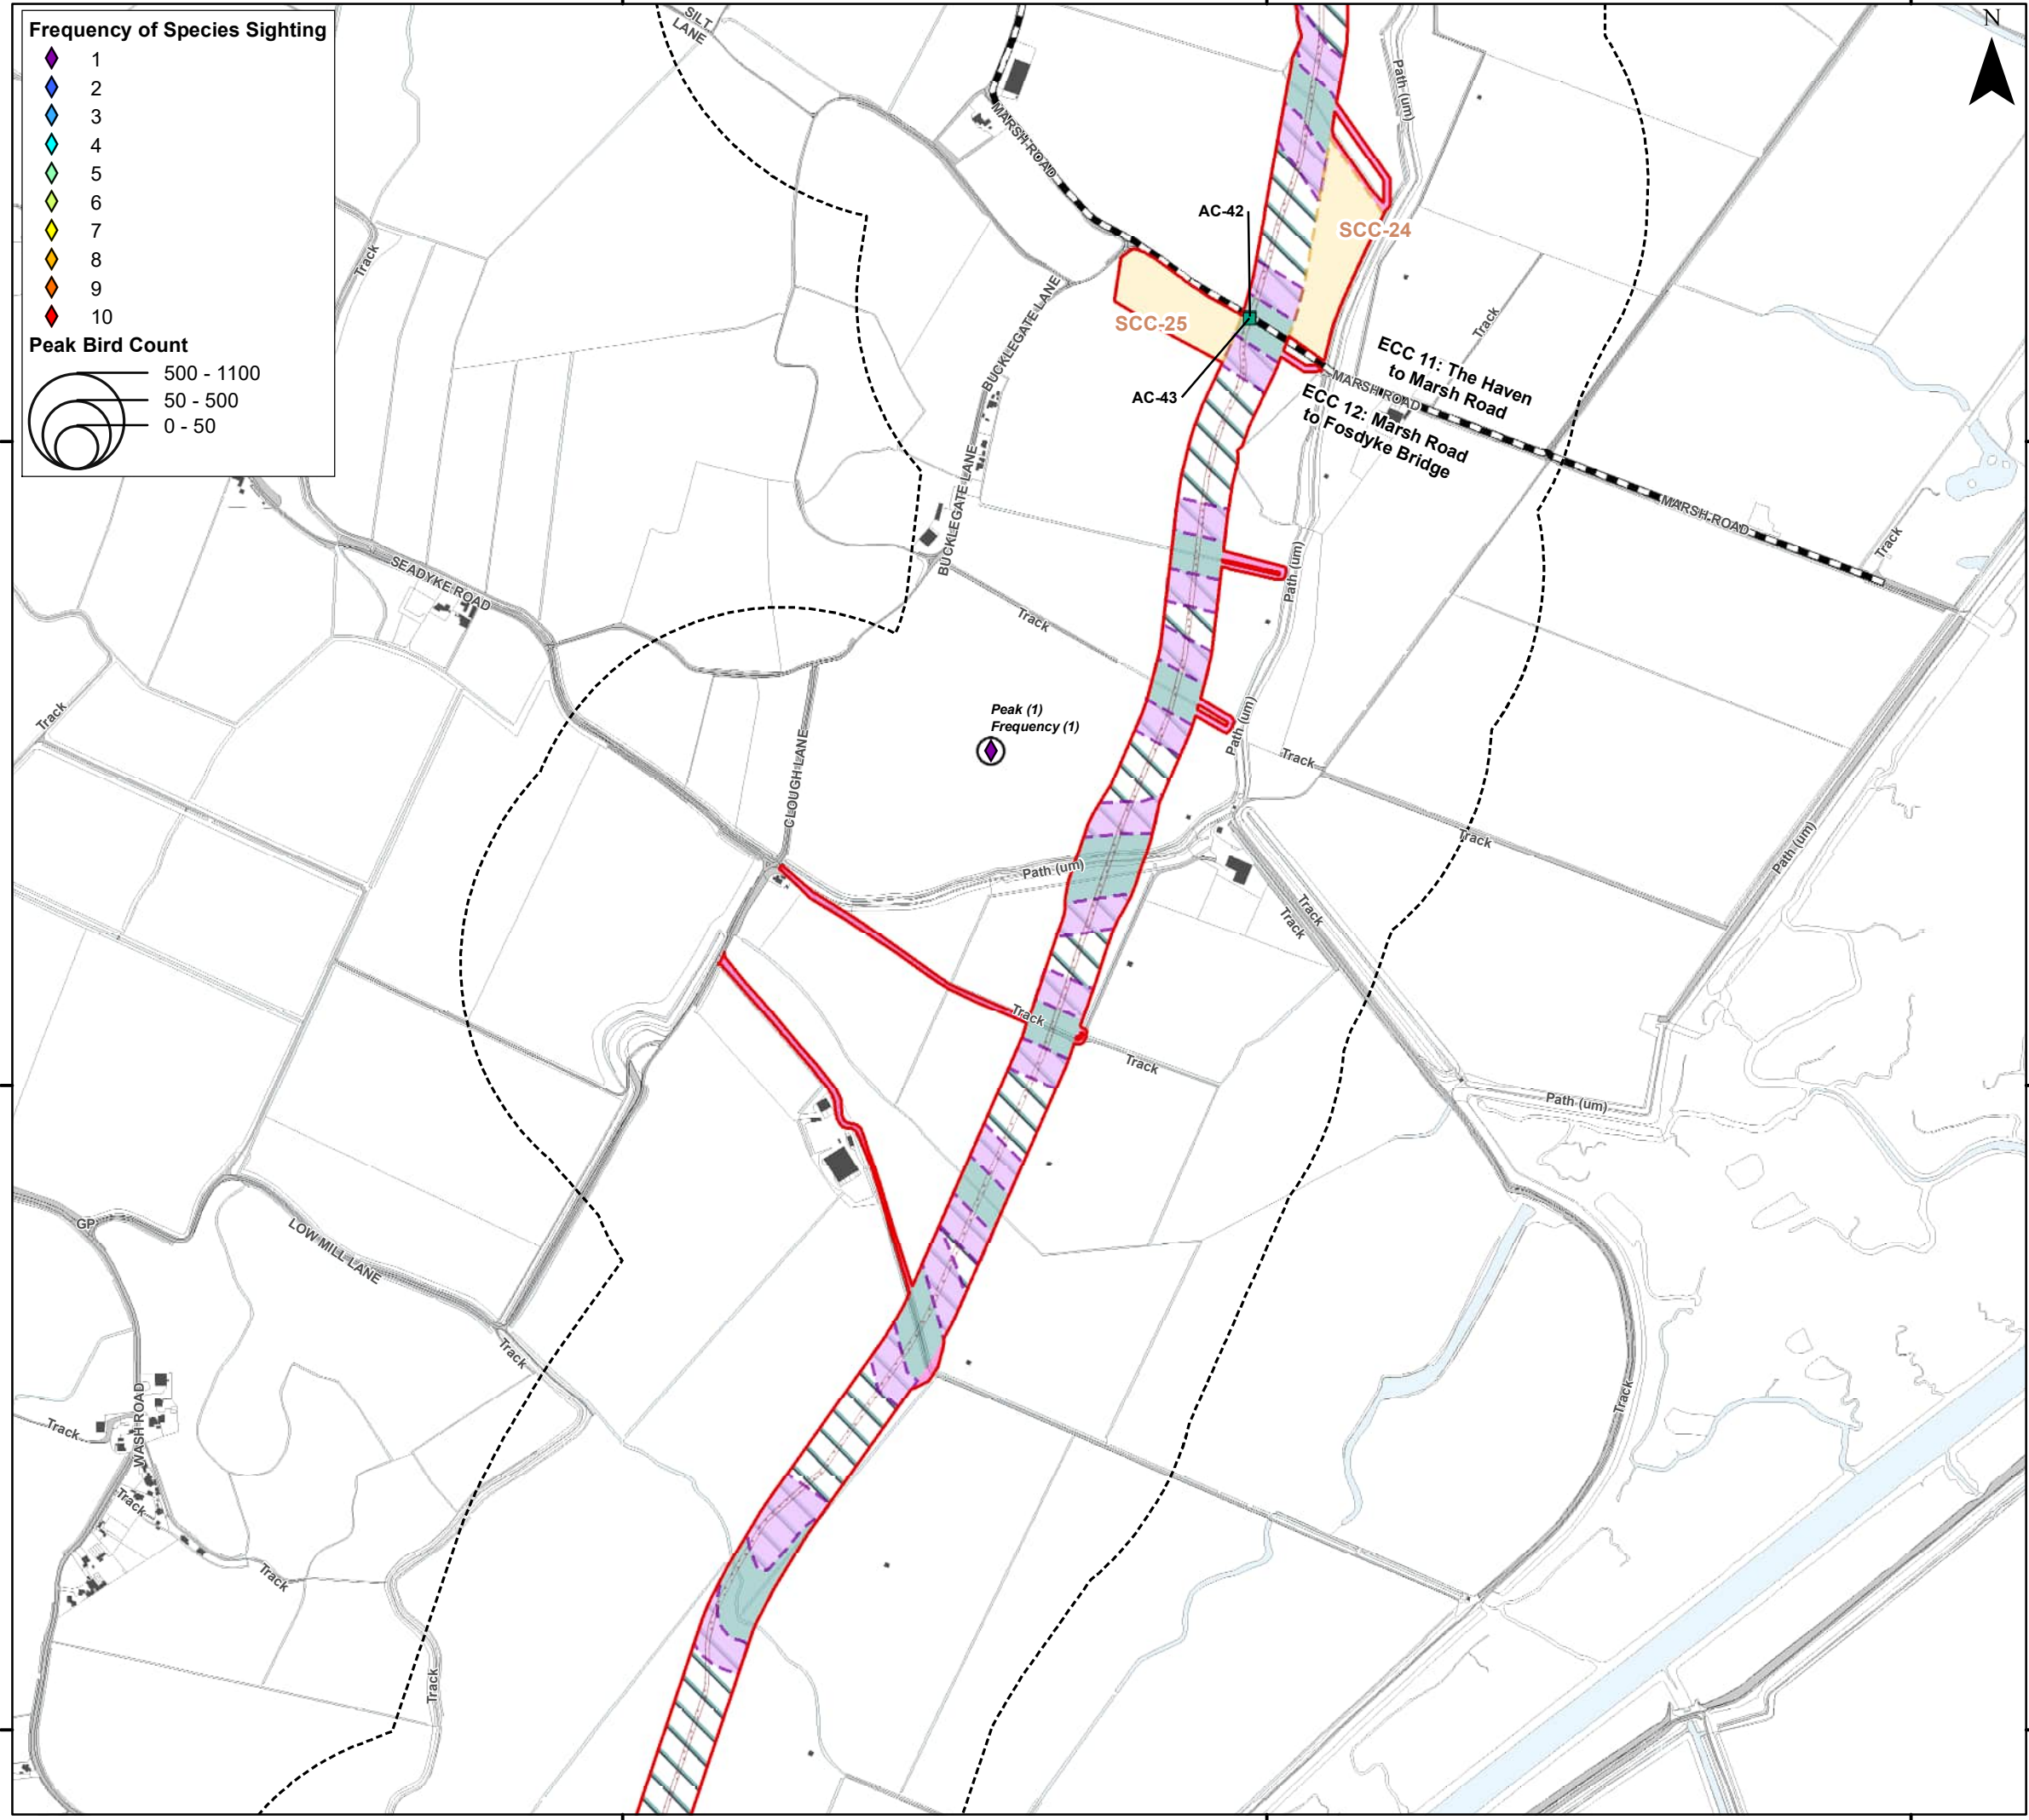 Frequency of Species Sighting
1
2
3
4
5
6
7
8
9
10
Peak Bird Count
500 - 1100
50 - 500
0 - 50
N
SILT
LANE
MARSH ROAD
Path (um)
Track
AC-42
SCC-24
SCC-25
AC-43
BUCKLEGATE LANE
Track
ECC 11: The Haven
to Marsh Road
MARSH ROAD
ECC 12: Marsh Road
to Fosdyke Bridge
BUCKLEGATE LANE
MARSH ROAD
Track
SEADYKE ROAD
Path (um)
Track
Track
Peak (1)
Frequency (1)
Path (um)
Track
CLOUGH LANE
Track
Path (um)
Path (um)
Track
Track
Track
Track
Path (um)
GP
LOW MILL LANE
Track
WASH ROAD
Track
Track
Track
Track
Track